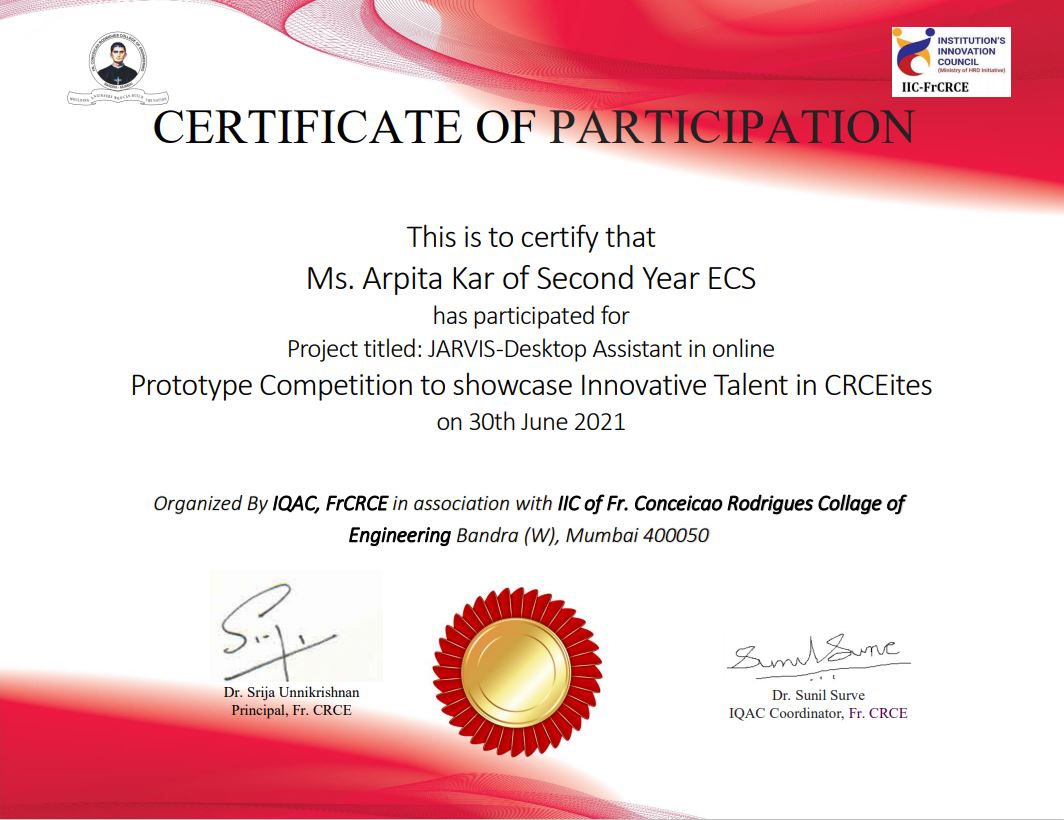 INSTITUTION'S
INNOVATION
COUNCIL
(Ministry of HRD Initiative)
IIC-FrCRCE
CERTIFICATE OF PARTICIPATION
This is to certify that
Ms. Arpita Kar of Second Year ECS
has participated for
Project titled: JARVIS-Desktop Assistant in online
Prototype Competition to showcase Innovative Talent in CRCEites
on 30th June 2021
Organized By IQAC, FrCRCE in association with IIC of Fr. Conceicao Rodrigues Collage of
Engineering Bandra (W), Mumbai 400050
Sunil Surve
Dr. Srija Unnikrishnan
Principal, Fr. CRCE
Dr. Sunil Surve
IQAC Coordinator, Fr. CRCE